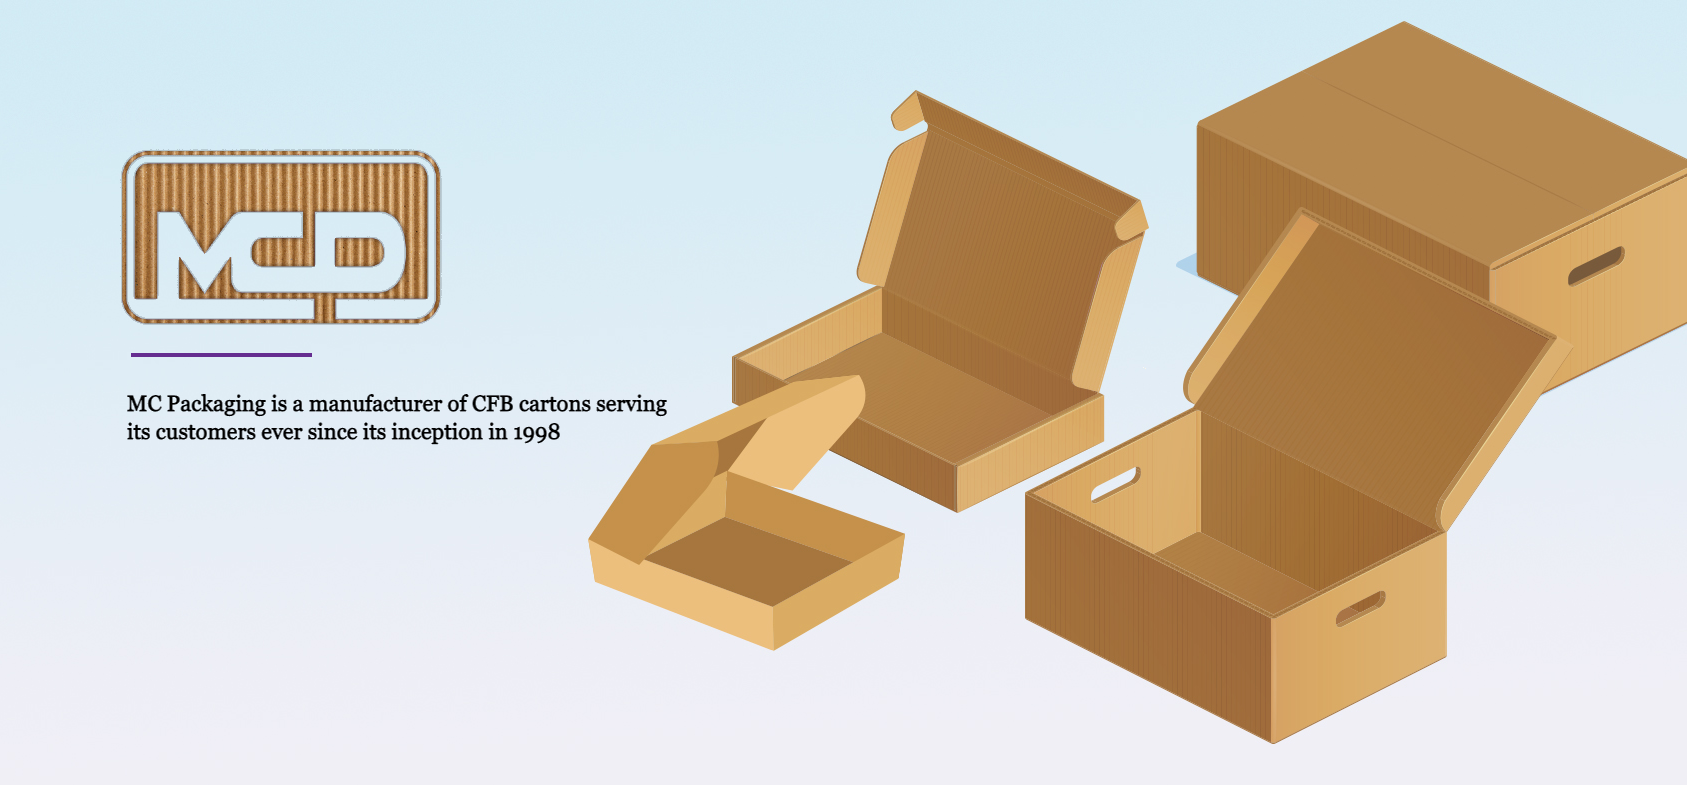 MCP
MC Packaging is a manufacturer of CFB cartons serving
its customers ever since its inception in 1998